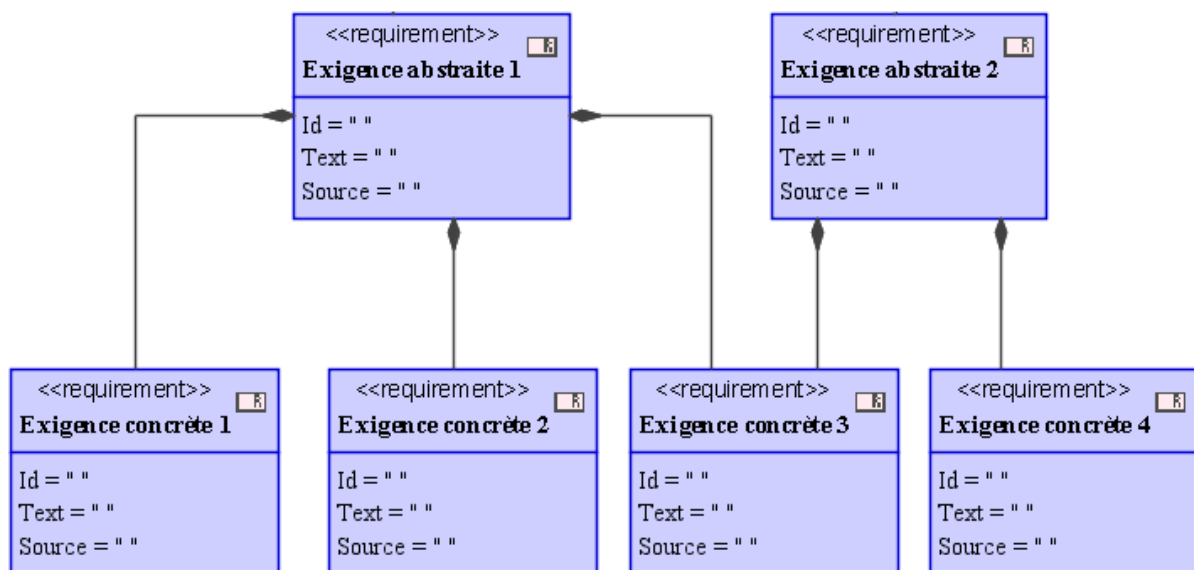 <<requirement>>
Exigence abstraite 1
Id = " "
Text = " "
Source = " "
<<requirement>>
Exigence abstraite 2
Id = " "
Text = " "
Source = " "
<<requirement>>
Exigence concrète 1
Id = " "
Text = " "
Source = " "
<<requirement>>
Exigence concrète 2
Id = " "
Text = " "
Source = " "
<<requirement>>
Exigence concrète 3
Id = " "
Text = " "
Source = " "
<<requirement>>
Exigence concrète 4
Id = " "
Text = " "
Source = " "